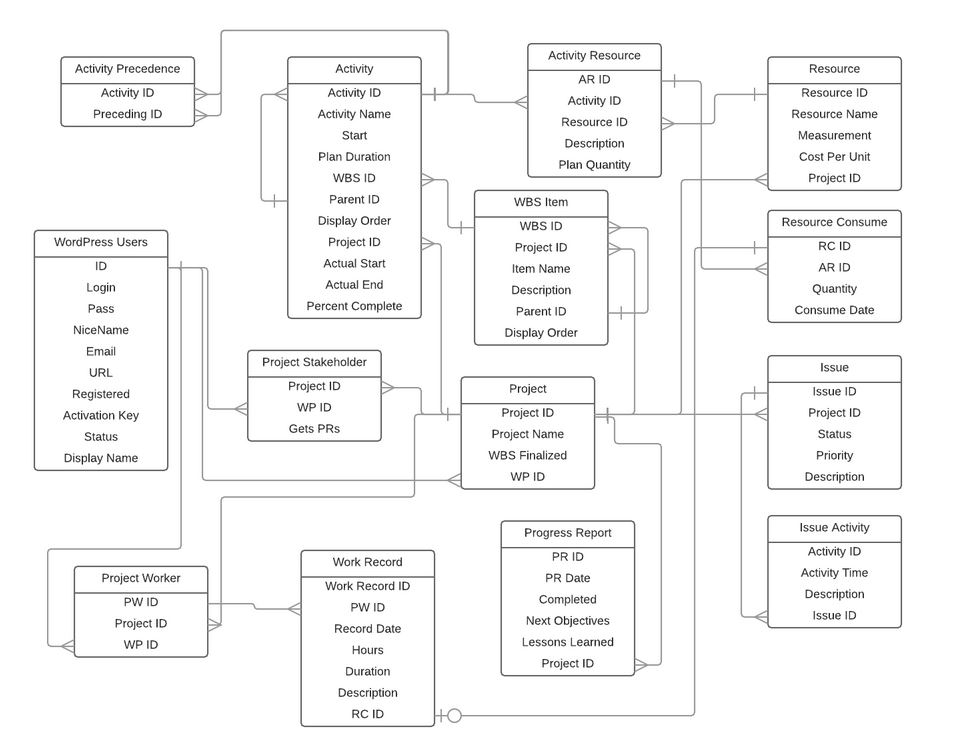 Activity Precedence
Activity ID
Preceding ID
Activity
Activity ID
Activity Name
Start
Plan Duration
WBS ID
Parent ID
Display Order
Project ID
Actual Start
Actual End
Percent Complete
Activity Resource
AR ID
Activity ID
Resource ID
Description
Plan Quantity
Resource
Resource ID
Resource Name
Measurement
Cost Per Unit
Project ID
WBS Item
WBS ID
Project ID
Item Name
Description
Parent ID
Display Order
Resource Consume
RC ID
AR ID
Quantity
Consume Date
WordPress Users
ID
Login
Pass
NiceName
Email
URL
Registered
Activation Key
Status
Display Name
Project Stakeholder
Project ID
WP ID
Gets PRs
Project
Project ID
Project Name
WBS Finalized
WP ID
Issue
Issue ID
Project ID
Status
Priority
Description
Project Worker
PW ID
Project ID
WP ID
Work Record
Work Record ID
PW ID
Record Date
Hours
Duration
Description
RC ID
Progress Report
PR ID
PR Date
Completed
Next Objectives
Lessons Learned
Project ID
Issue Activity
Activity ID
Activity Time
Description
Issue ID